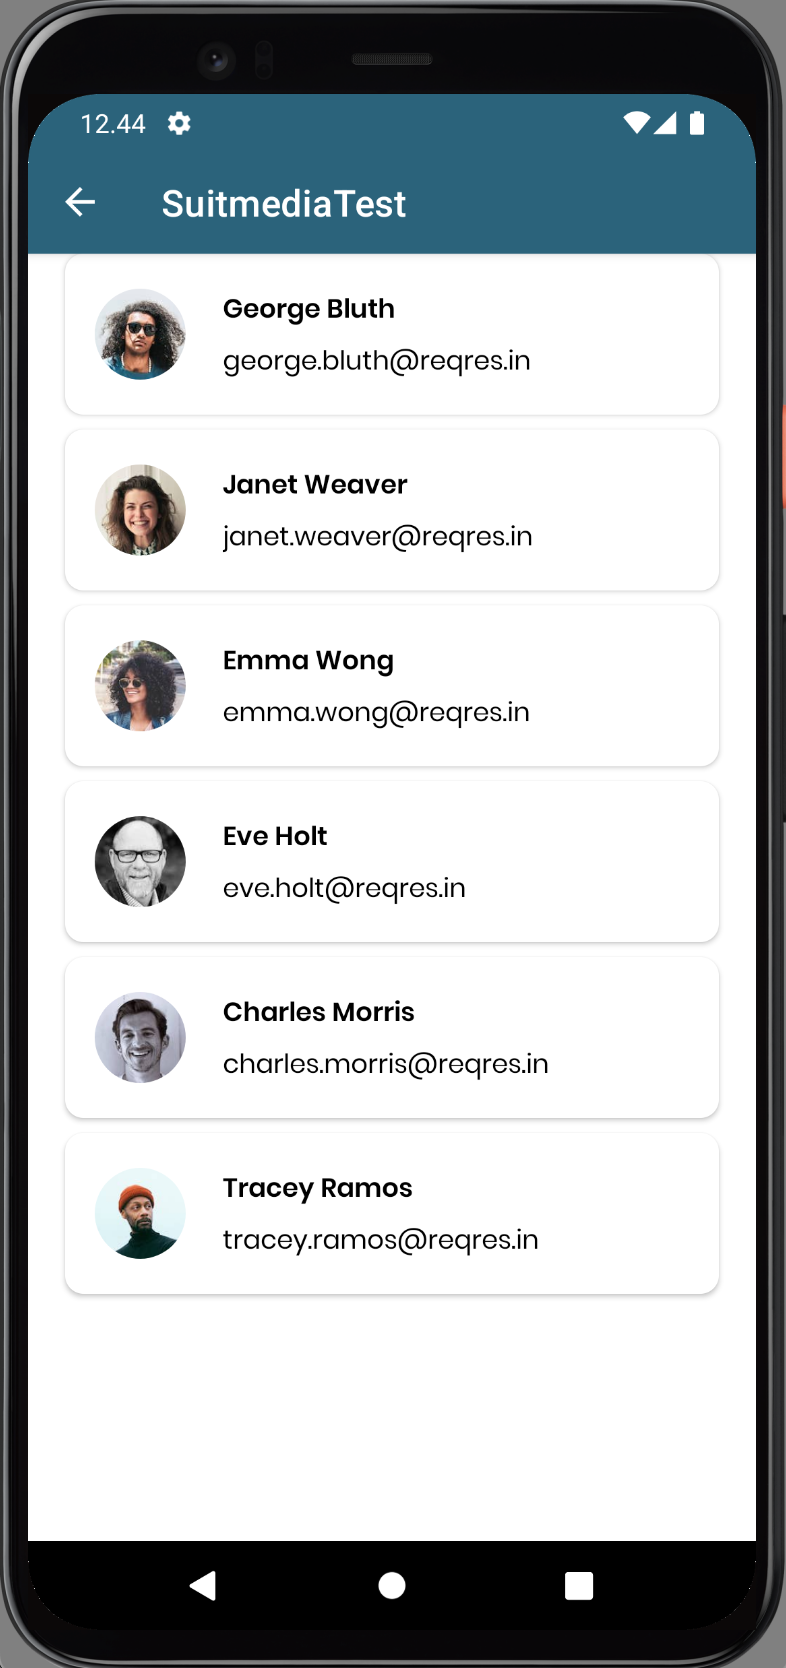 12.44
SuitmediaTest
George Bluth
george.bluth@reqres.in
Janet Weaver
janet.weaver@reqres.in
Emma Wong
emma.wong@reqres.in
Eve Holt
eve.holt@reqres.in
Charles Morris
charles.morris@reqres.in
Tracey Ramos
tracey.ramos@reqres.in